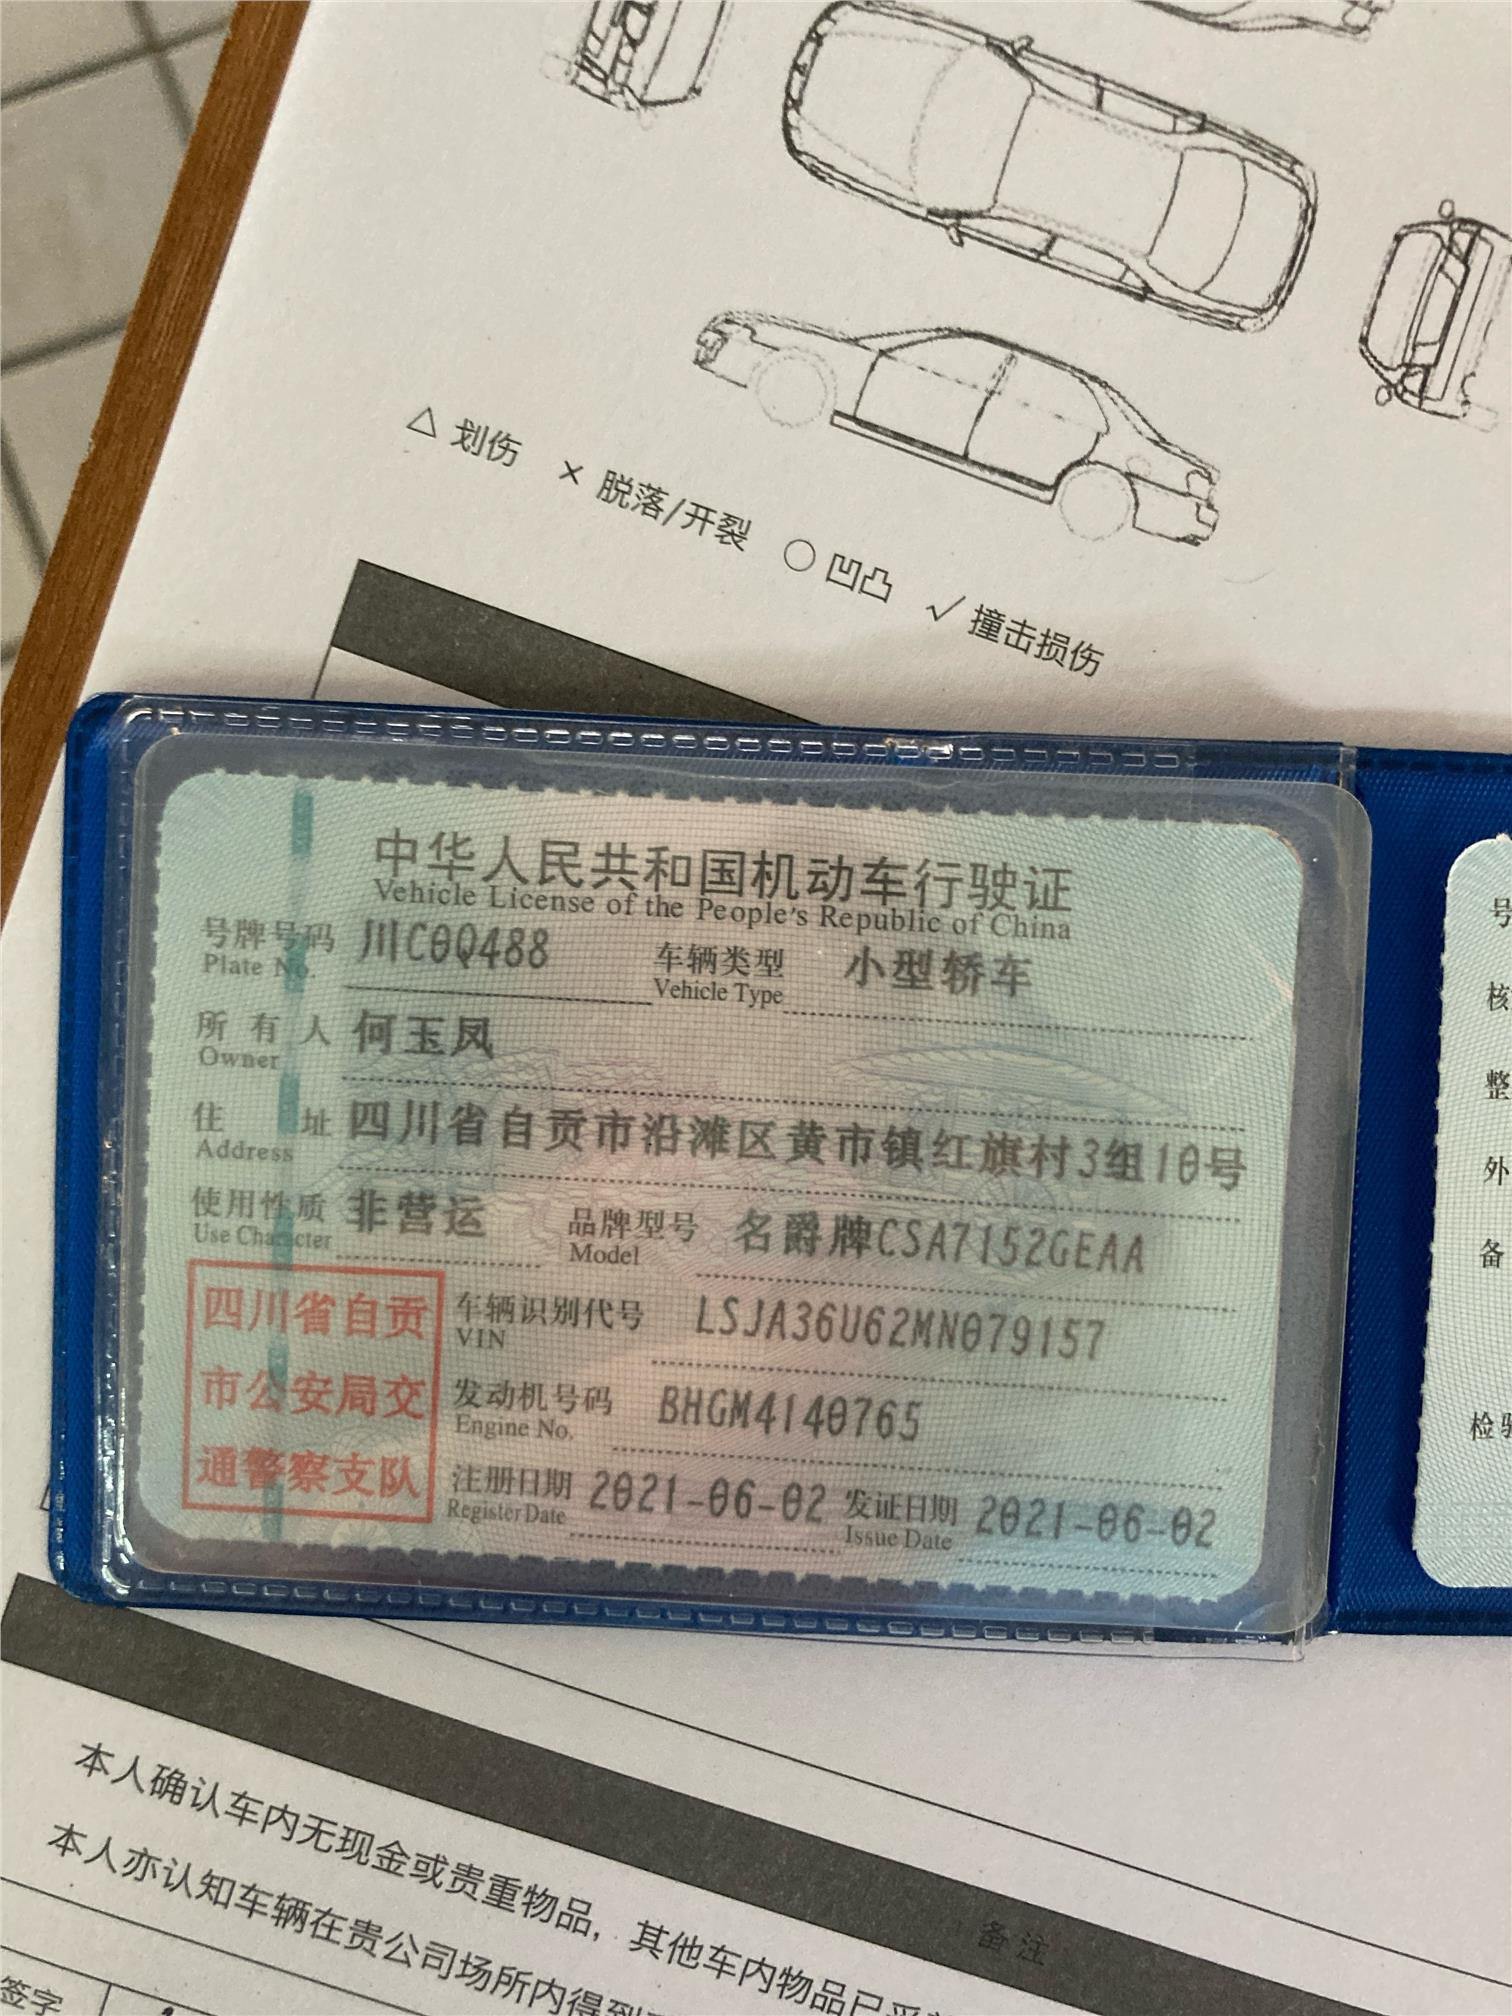 △ 划伤 × 脱落/开裂 ○ 凹凸 √ 撞击损伤
中华人民共和国机动车行驶证
Vehicle License of the People's Republic of China
号牌号码 川C0Q488 车辆类型 小型轿车
Plate No. Vehicle Type
所有人 何玉凤
Owner
住址 四川省自贡市沿滩区黄市镇红旗村3组10号
Address
使用性质 非营运 品牌型号 名爵牌CSA7152GEAA
Use Character Model
四川省自贡
市公安局交
通警察支队
车辆识别代号 LSJA36U62MN079157
VIN
发动机号码 BHGM4140765
Engine No.
注册日期 2021-06-02 发证日期 2021-06-02
Register Date Issue Date
号
核
整
外
备
检验
备注
本人确认车内无现金或贵重物品，其他车内物品已
本人亦认知车辆在贵公司场所内得到
签字